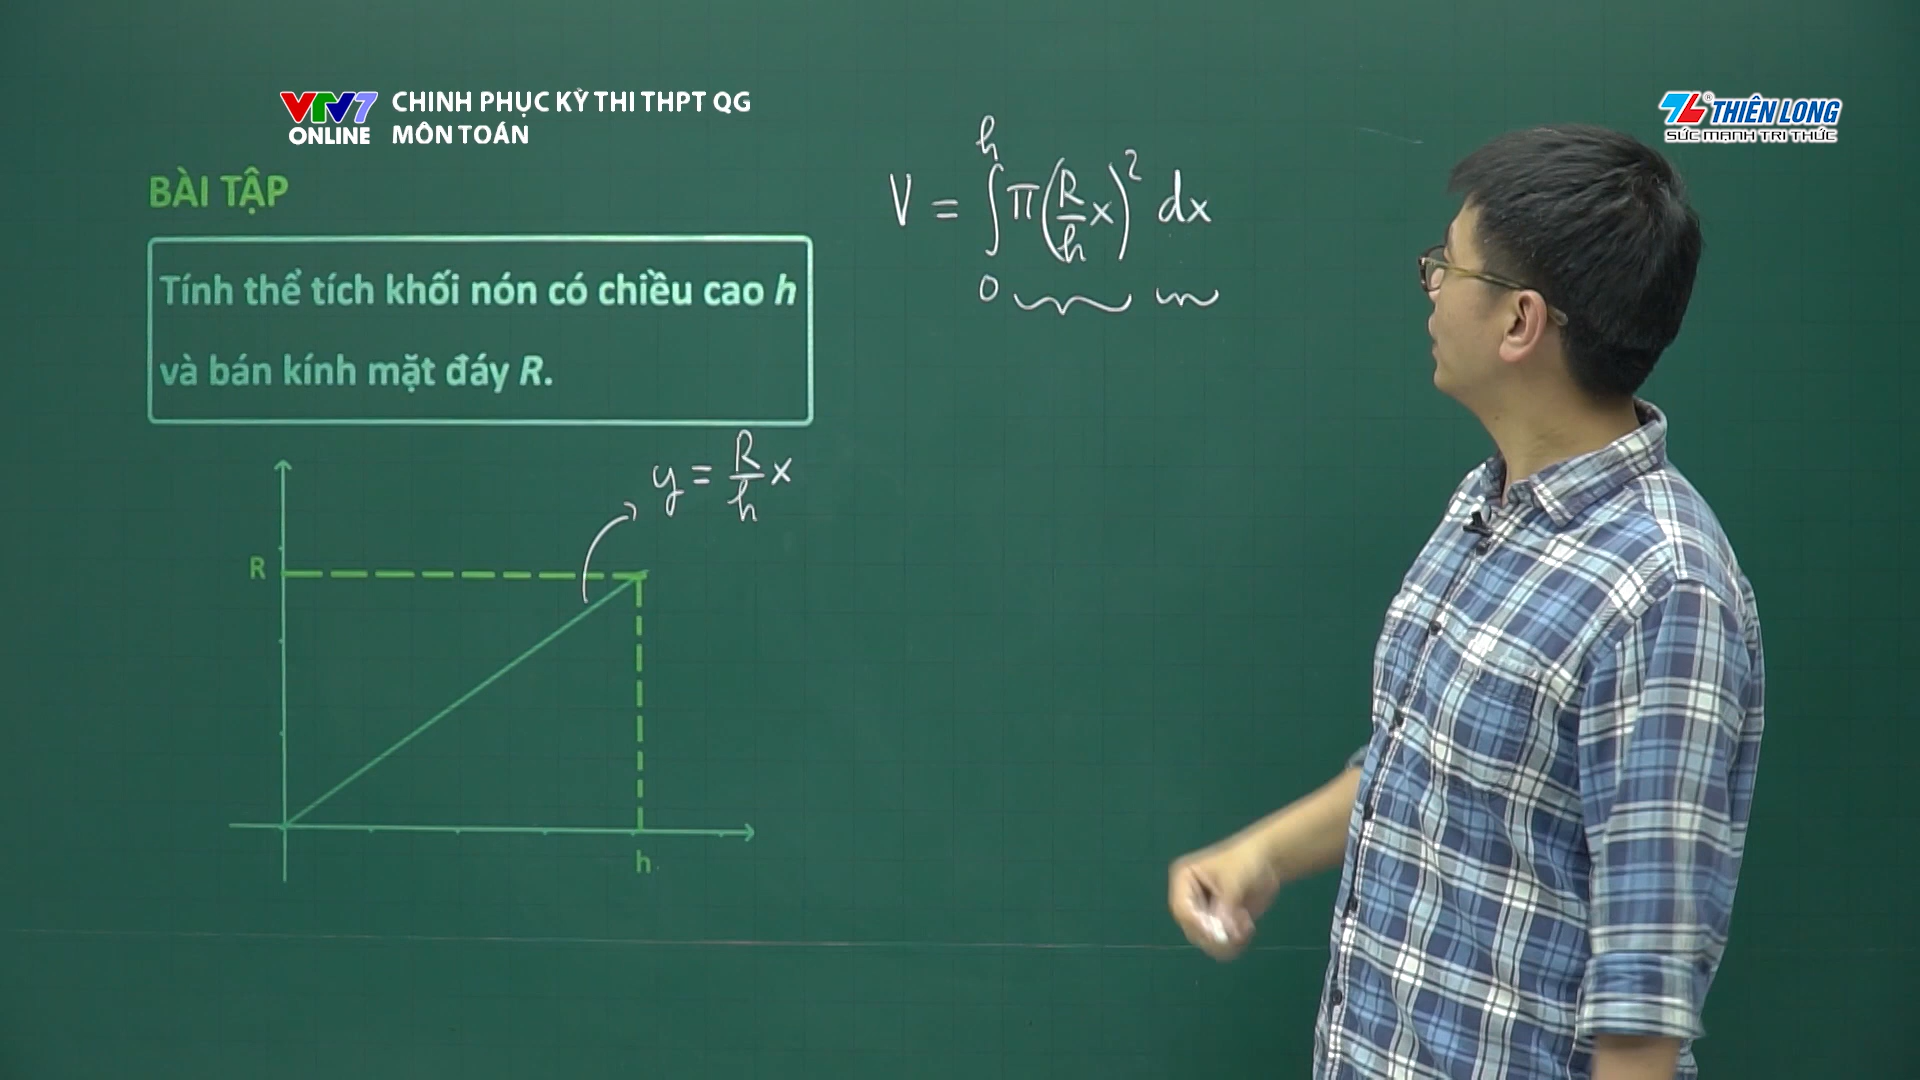 VTV7 ONLINE
CHINH PHỤC KỲ THI THPT QG
MÔN TOÁN
TL® THIÊN LONG
SỨC MẠNH TRI THỨC
BÀI TẬP
Tính thể tích khối nón có chiều cao h
và bán kính mặt đáy R.
V = ∫₀ʰ π(R/h x)² dx
y = R/h x
R
h